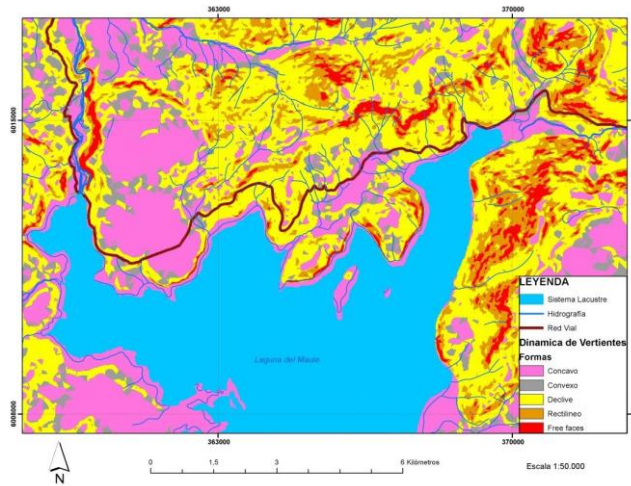 363000
370000
6015000
6008000
Laguna del Maule
LEYENDA
Sistema Lacustre
Hidrografía
Red Vial
Dinamica de Vertientes
Formas
Concavo
Convexo
Declive
Rectilineo
Free faces
363000
370000
N
0
1,5
3
6 Kilómetros
Escala 1:50.000